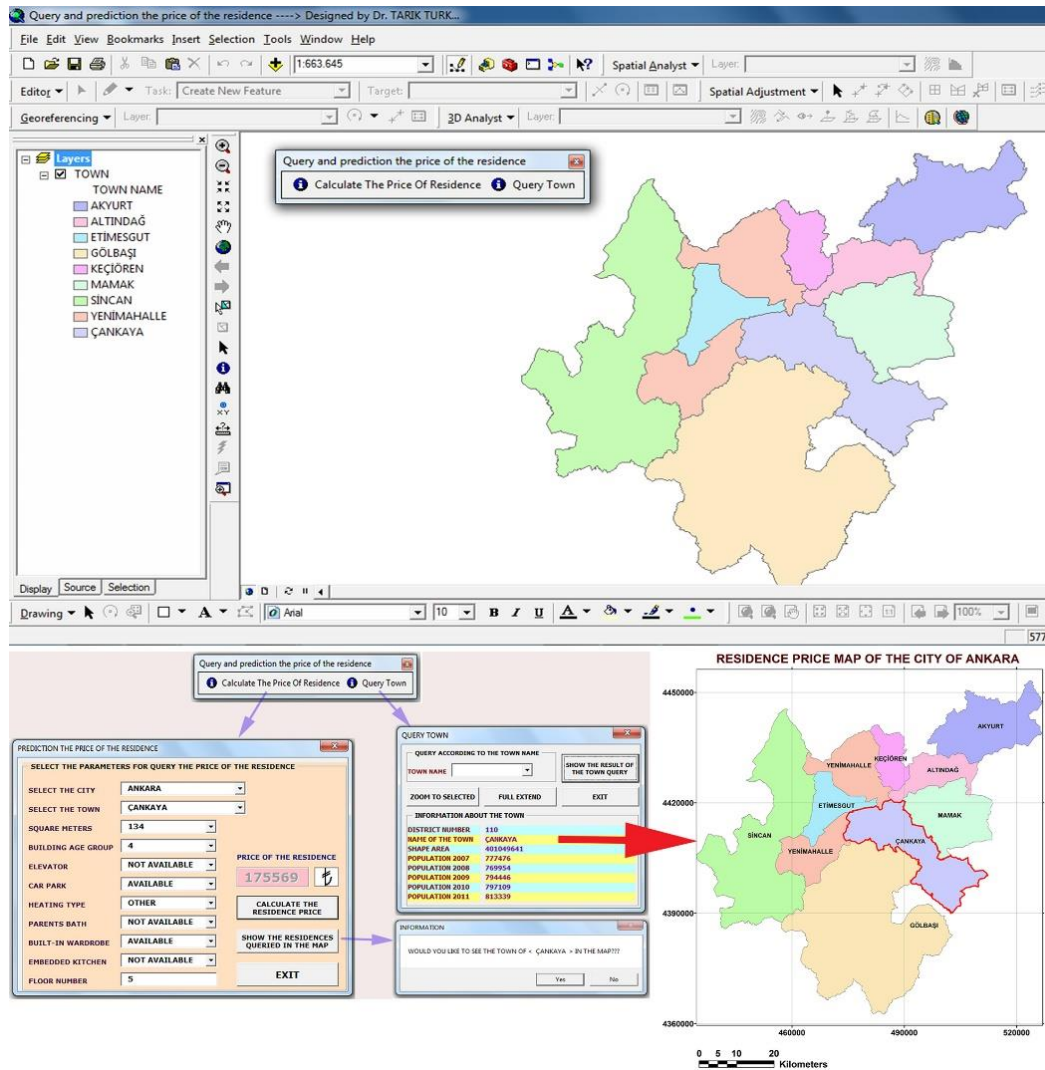 Query and prediction the price of the residence ----> Designed by Dr. TARIK TURK...
File Edit View Bookmarks Insert Selection Tools Window Help
1:663.645 Spatial Analyst Layer:
Editor Task: Create New Feature Target: Spatial Adjustment
Georeferencing Layer: 3D Analyst Layer:
Layers
TOWN
TOWN NAME
AKYURT
ALTINDAĞ
ETİMESGUT
GÖLBAŞI
KEÇİÖREN
MAMAK
SİNCAN
YENİMAHALLE
ÇANKAYA
XY
Query and prediction the price of the residence
Calculate The Price Of Residence Query Town
Display Source Selection
Drawing A Arial 10 B I U A 100%
577
Query and prediction the price of the residence
Calculate The Price Of Residence Query Town
PREDICTION THE PRICE OF THE RESIDENCE
SELECT THE PARAMETERS FOR QUERY THE PRICE OF THE RESIDENCE
SELECT THE CITY ANKARA
SELECT THE TOWN ÇANKAYA
SQUARE METERS 134
BUILDING AGE GROUP 4
ELEVATOR NOT AVAILABLE
CAR PARK AVAILABLE
HEATING TYPE OTHER
PARENTS BATH NOT AVAILABLE
BUILT-IN WARDROBE AVAILABLE
EMBEDDED KITCHEN NOT AVAILABLE
FLOOR NUMBER 5
PRICE OF THE RESIDENCE
175569 ₺
CALCULATE THE
RESIDENCE PRICE
SHOW THE RESIDENCES
QUERIED IN THE MAP
EXIT
QUERY TOWN
QUERY ACCORDING TO THE TOWN NAME
TOWN NAME
SHOW THE RESULT OF
THE TOWN QUERY
ZOOM TO SELECTED FULL EXTEND EXIT
INFORMATION ABOUT THE TOWN
DISTRICT NUMBER 110
NAME OF THE TOWN ÇANKAYA
SHAPE AREA 401049641
POPULATION 2007 777476
POPULATION 2008 769954
POPULATION 2009 794446
POPULATION 2010 797109
POPULATION 2011 813339
INFORMATION
WOULD YOU LIKE TO SEE THE TOWN OF < ÇANKAYA > IN THE MAP???
Yes No
RESIDENCE PRICE MAP OF THE CITY OF ANKARA
4450000
4420000
4390000
4360000
AKYURT
YENİMAHALLE
KEÇİÖREN
ALTINDAĞ
ETİMESGUT
MAMAK
SİNCAN
ÇANKAYA
YENİMAHALLE
GÖLBAŞI
460000 490000 520000
0 5 10 20
Kilometers